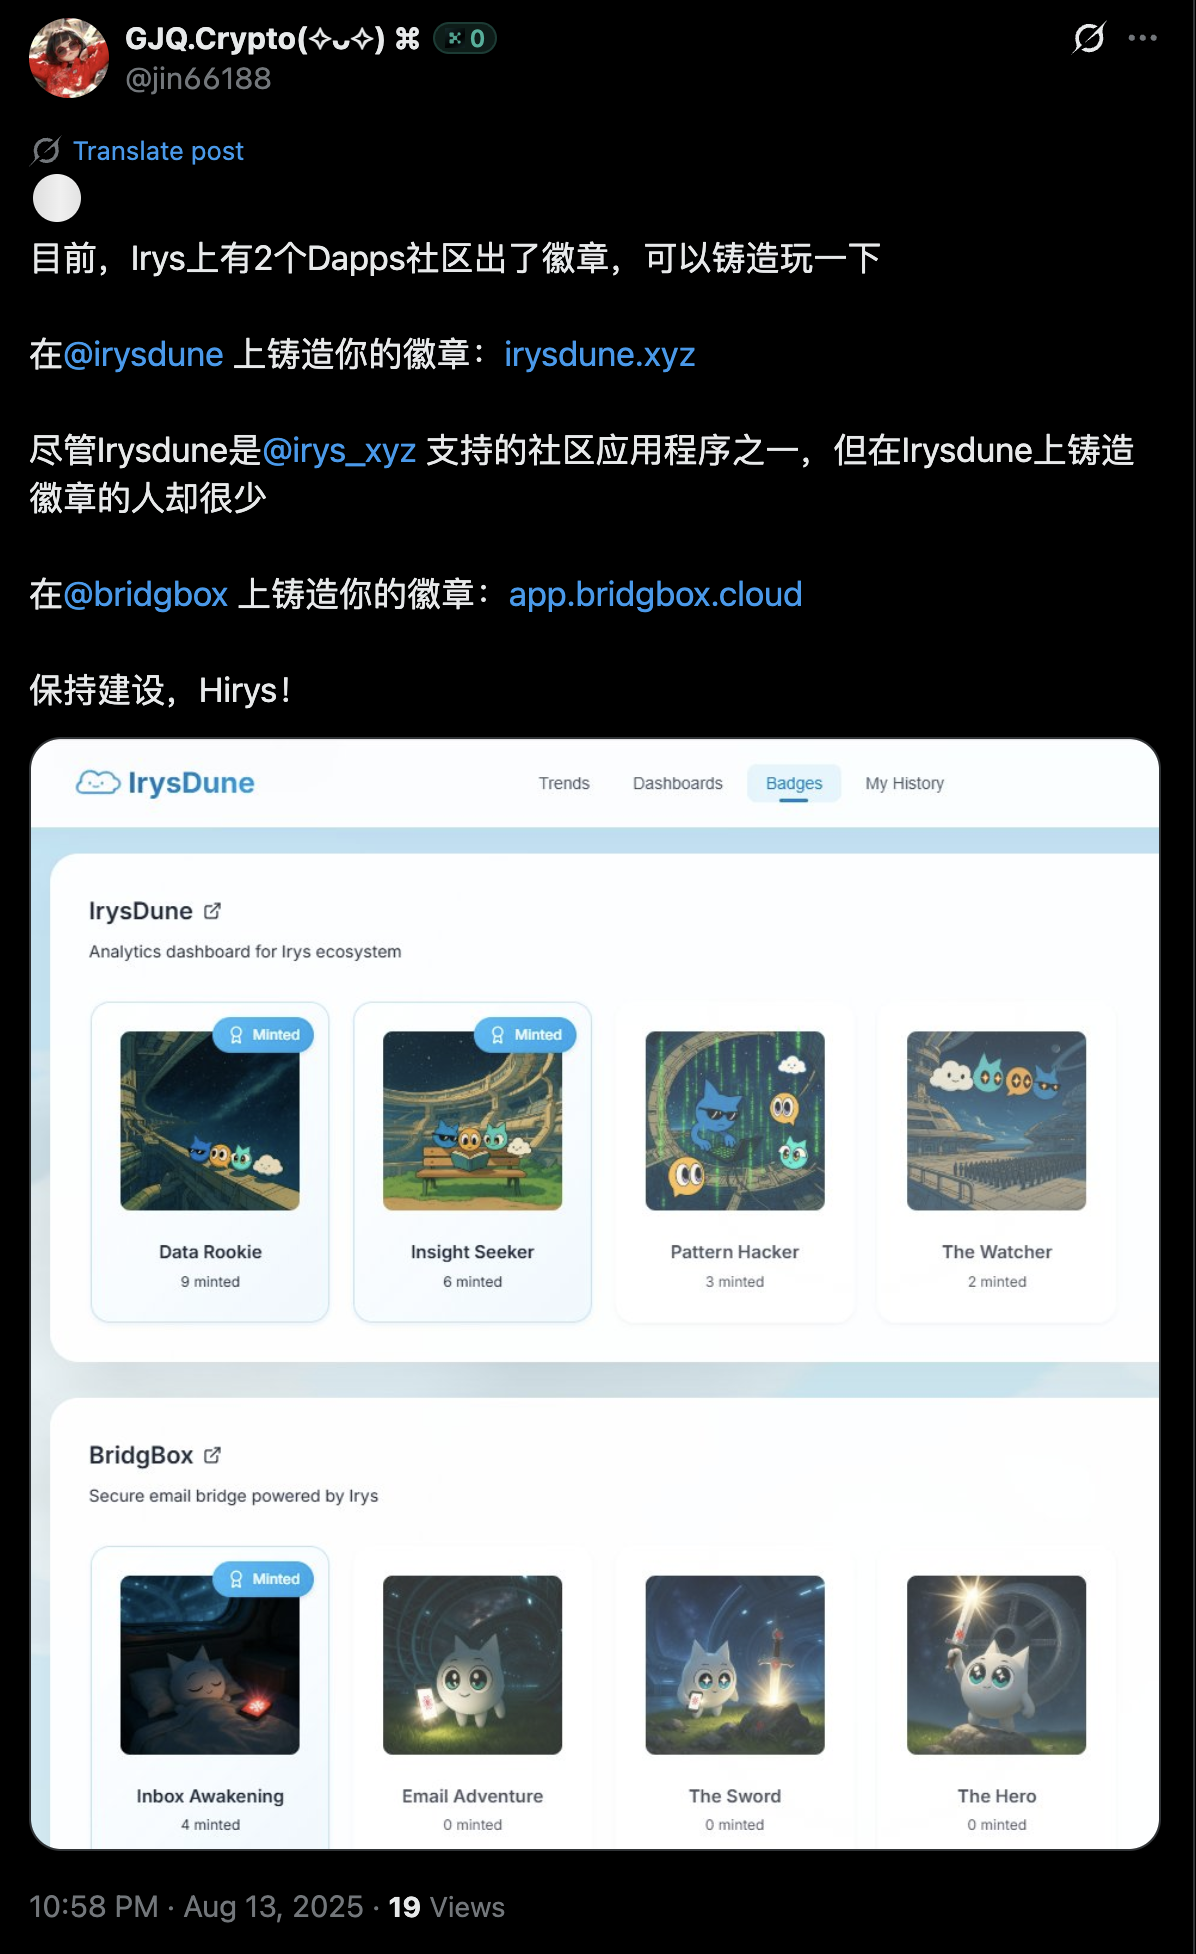 GJQ.Crypto(✧ᴗ✧) ⌘ 0
@jin66188
Translate post
目前，Irys上有2个Dapps社区出了徽章，可以铸造玩一下
在@irysdune 上铸造你的徽章：irysdune.xyz
尽管Irysdune是@irys_xyz 支持的社区应用程序之一，但在Irysdune上铸造
徽章的人却很少
在@bridgbox 上铸造你的徽章：app.bridgbox.cloud
保持建设，Hirys！
IrysDune
Trends Dashboards Badges My History
IrysDune
Analytics dashboard for Irys ecosystem
Minted Minted
Data Rookie Insight Seeker Pattern Hacker The Watcher
9 minted 6 minted 3 minted 2 minted
BridgBox
Secure email bridge powered by Irys
Minted
Inbox Awakening Email Adventure The Sword The Hero
4 minted 0 minted 0 minted 0 minted
10:58 PM · Aug 13, 2025 · 19 Views